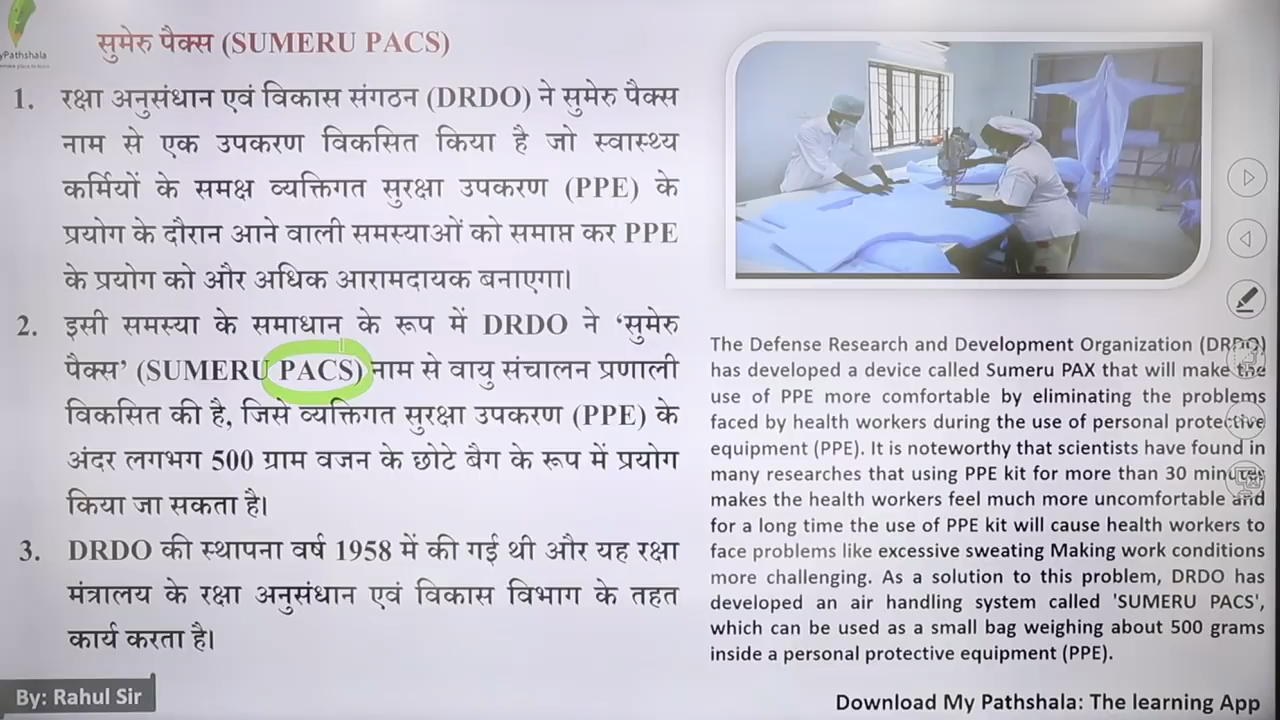 yPathshala
सुमेरु पैक्स (SUMERU PACS)
1. रक्षा अनुसंधान एवं विकास संगठन (DRDO) ने सुमेरु पैक्स
नाम से एक उपकरण विकसित किया है जो स्वास्थ्य
कर्मियों के समक्ष व्यक्तिगत सुरक्षा उपकरण (PPE) के
प्रयोग के दौरान आने वाली समस्याओं को समाप्त कर PPE
के प्रयोग को और अधिक आरामदायक बनाएगा।
2. इसी समस्या के समाधान के रूप में DRDO ने ‘सुमेरु
पैक्स’ (SUMERU PACS) नाम से वायु संचालन प्रणाली
विकसित की है, जिसे व्यक्तिगत सुरक्षा उपकरण (PPE) के
अंदर लगभग 500 ग्राम वजन के छोटे बैग के रूप में प्रयोग
किया जा सकता है।
3. DRDO की स्थापना वर्ष 1958 में की गई थी और यह रक्षा
मंत्रालय के रक्षा अनुसंधान एवं विकास विभाग के तहत
कार्य करता है।
The Defense Research and Development Organization (DRDO)
has developed a device called Sumeru PAX that will make the
use of PPE more comfortable by eliminating the problems
faced by health workers during the use of personal protective
equipment (PPE). It is noteworthy that scientists have found in
many researches that using PPE kit for more than 30 minutes
makes the health workers feel much more uncomfortable and
for a long time the use of PPE kit will cause health workers to
face problems like excessive sweating Making work conditions
more challenging. As a solution to this problem, DRDO has
developed an air handling system called 'SUMERU PACS',
which can be used as a small bag weighing about 500 grams
inside a personal protective equipment (PPE).
By: Rahul Sir
Download My Pathshala: The learning App